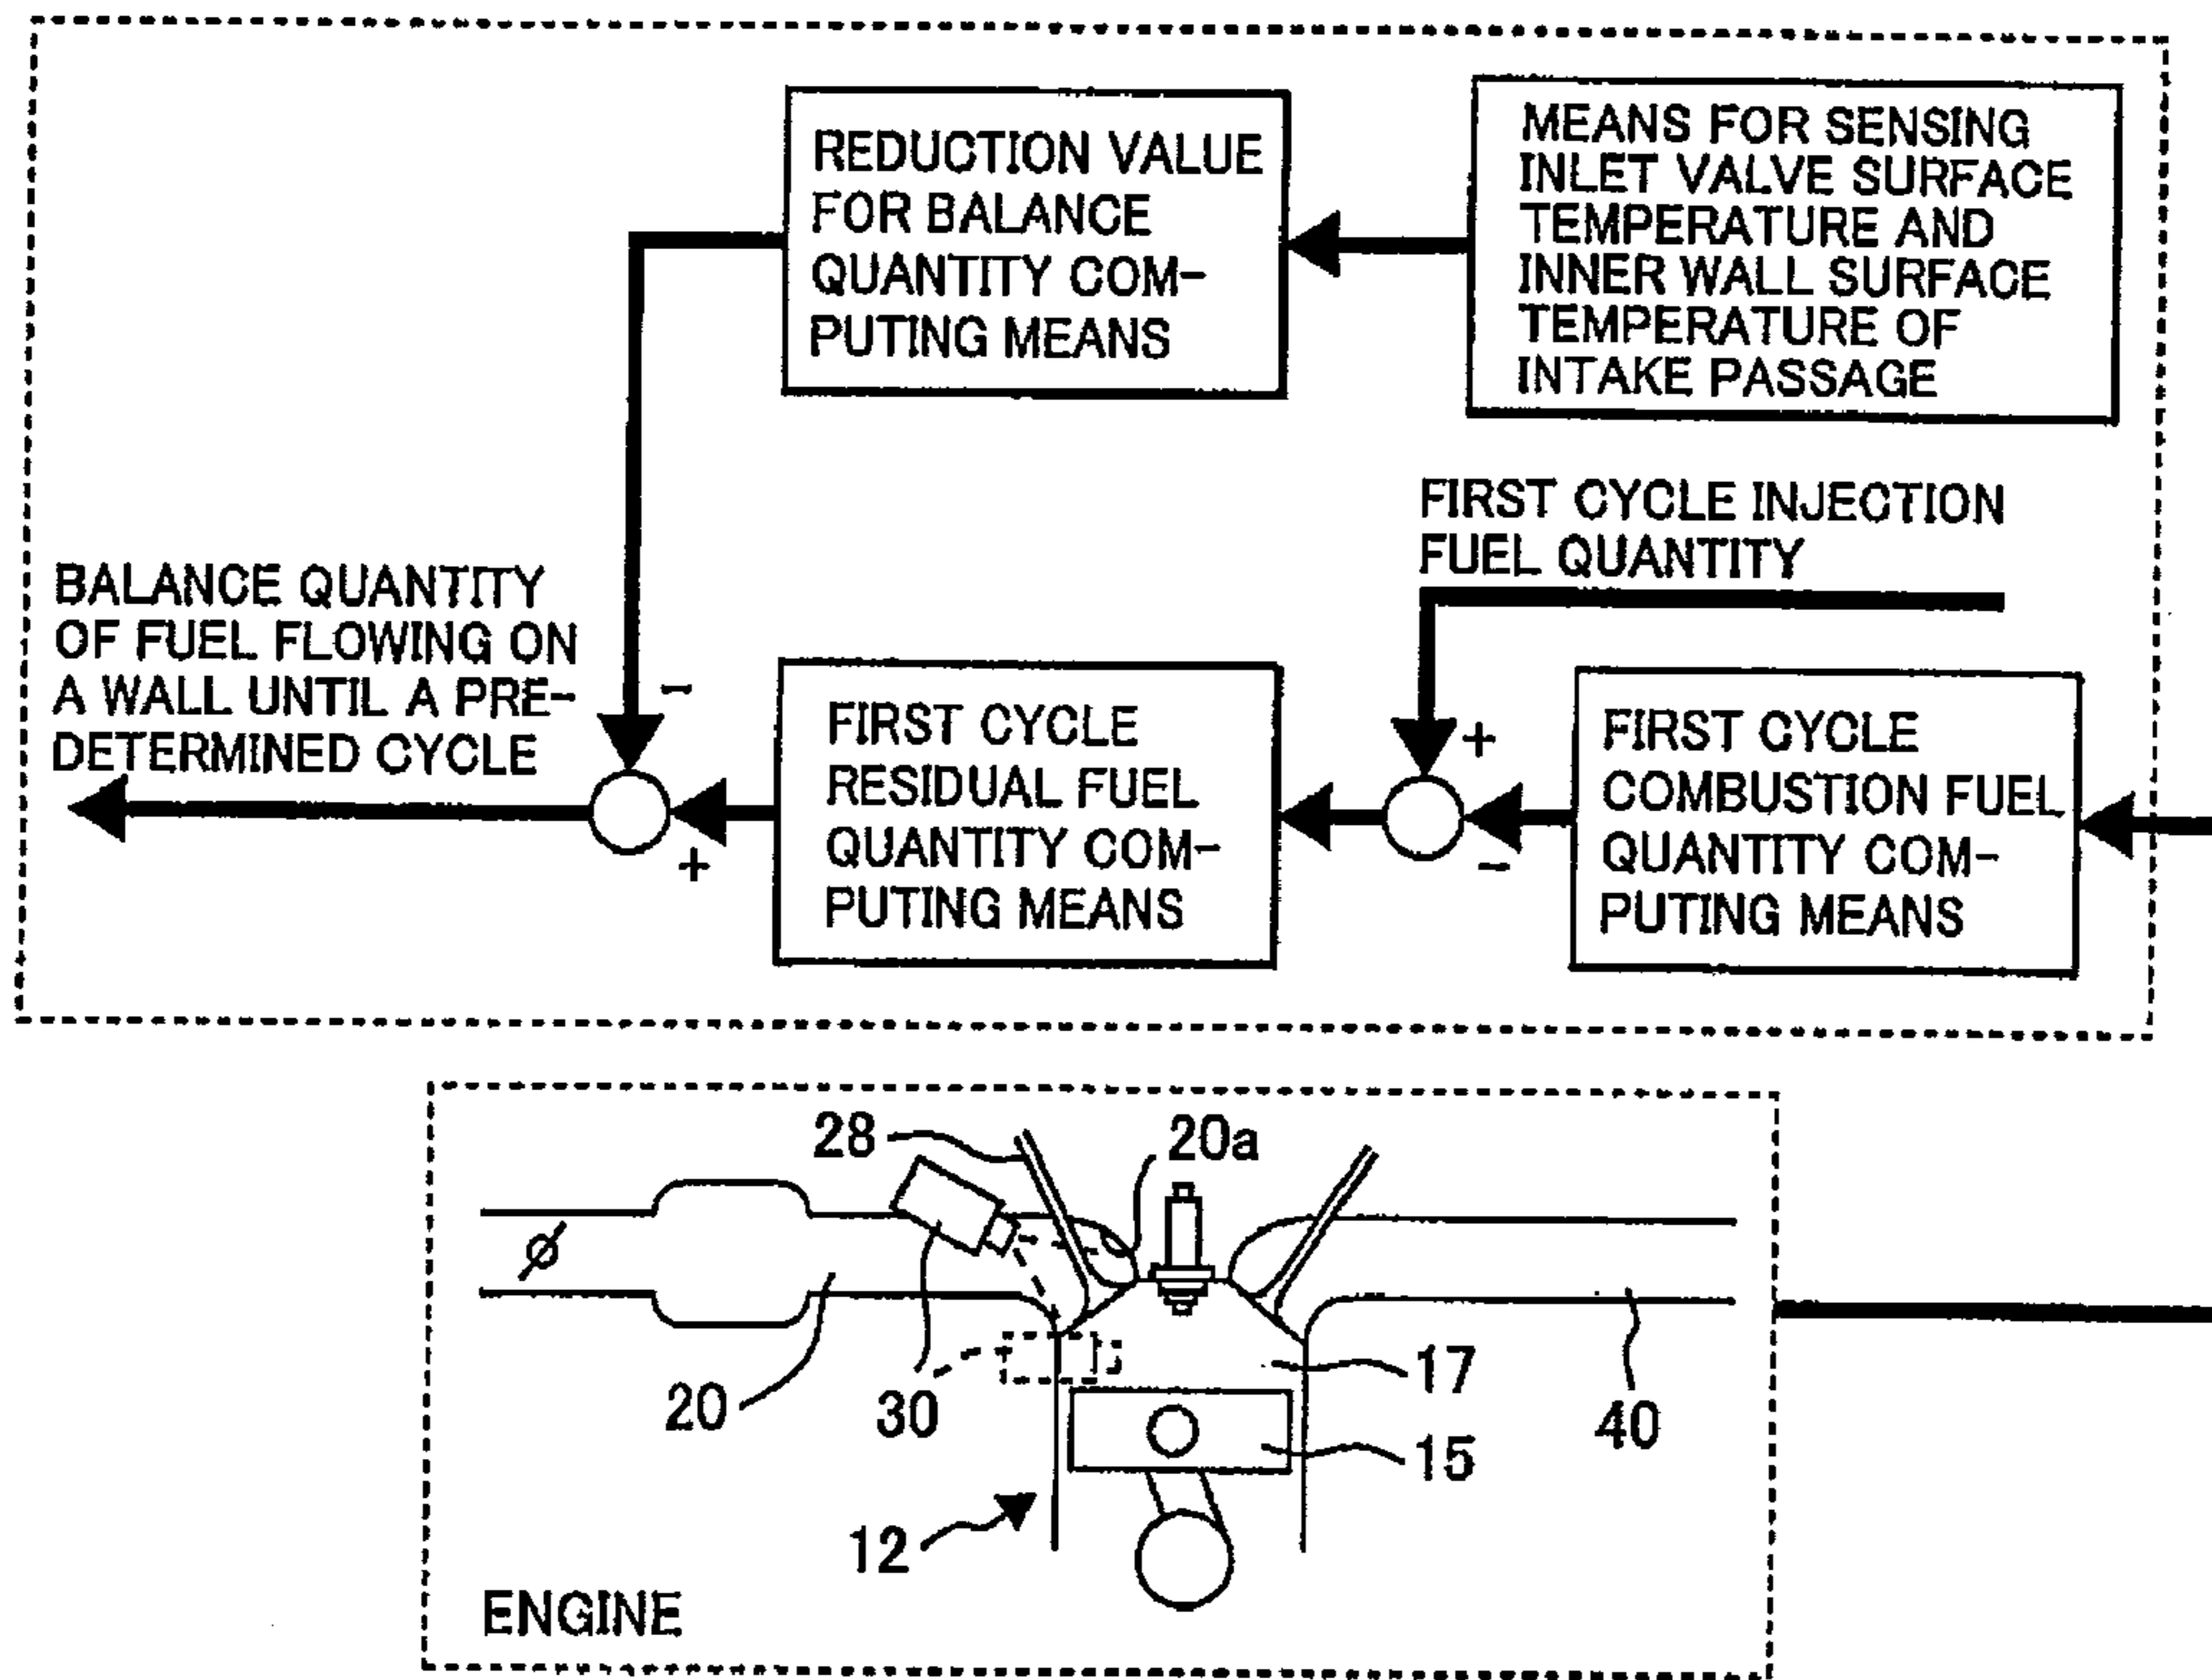 REDUCTION VALUE
FOR BALANCE
QUANTITY COM-
PUTING MEANS
MEANS FOR SENSING
INLET VALVE SURFACE
TEMPERATURE AND
INNER WALL SURFACE
TEMPERATURE OF
INTAKE PASSAGE
FIRST CYCLE INJECTION
FUEL QUANTITY
BALANCE QUANTITY
OF FUEL FLOWING ON
A WALL UNTIL A PRE-
DETERMINED CYCLE
-
+
FIRST CYCLE
RESIDUAL FUEL
QUANTITY COM-
PUTING MEANS
+
-
FIRST CYCLE
COMBUSTION FUEL
QUANTITY COM-
PUTING MEANS
28
20a
20
30
17
40
15
12
ENGINE